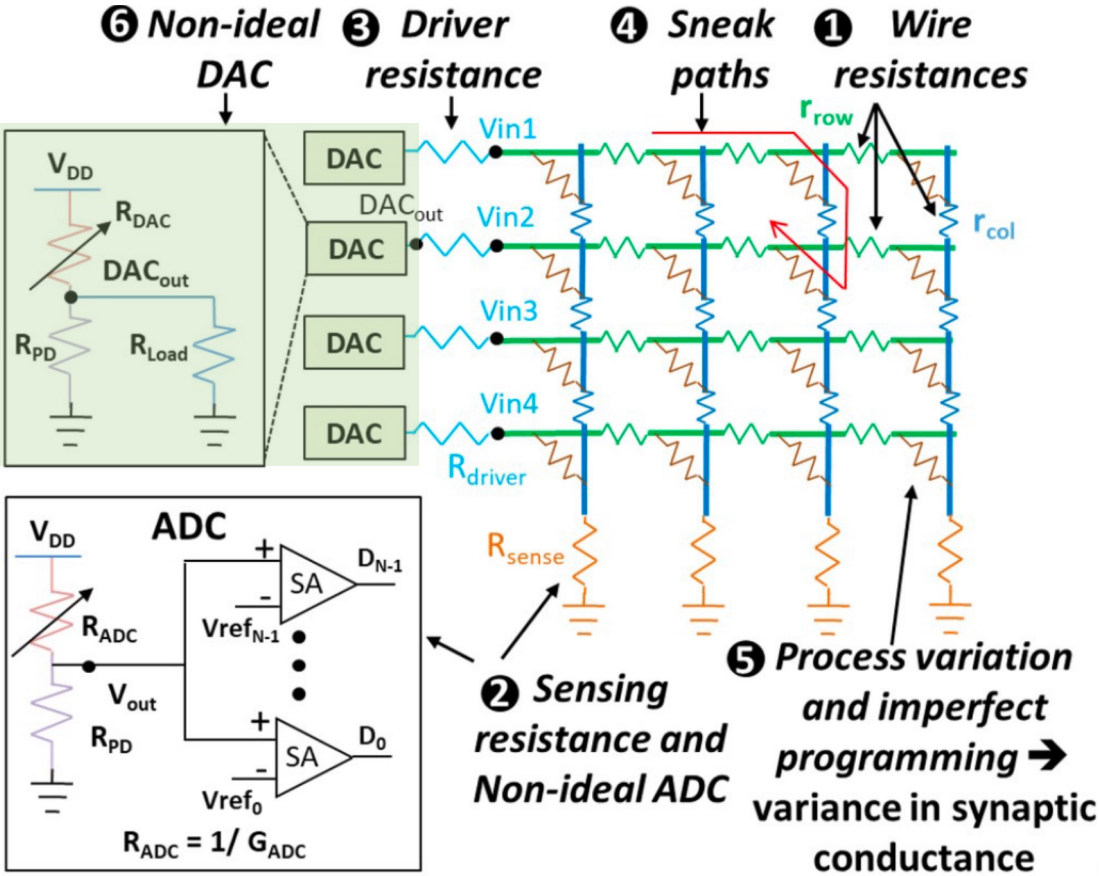 ❻ Non-ideal DAC
❸ Driver resistance
❹ Sneak paths
❶ Wire resistances
V_DD
R_DAC
DAC_out
R_PD
R_Load
DAC
DAC
DAC
DAC
DAC_out
Vin1
Vin2
Vin3
Vin4
R_driver
r_row
r_col
R_sense
ADC
V_DD
R_ADC
V_out
R_PD
+
-
SA
D_N-1
Vref_N-1
+
-
SA
D_0
Vref_0
R_ADC = 1/ G_ADC
❷ Sensing
resistance and
Non-ideal ADC
❺ Process variation
and imperfect
programming ➔
variance in synaptic
conductance